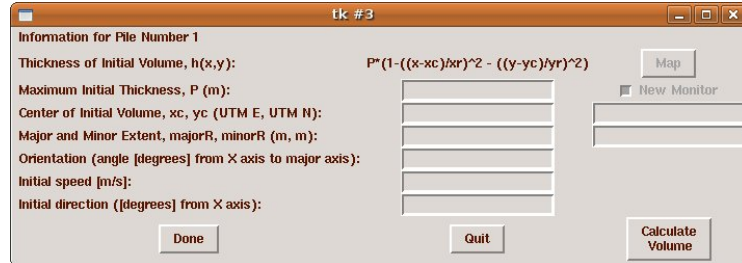 tk #3
Information for Pile Number 1
Thickness of Initial Volume, h(x,y): P*(1-((x-xc)/xr)^2 - ((y-yc)/yr)^2) Map
Maximum Initial Thickness, P (m): New Monitor
Center of Initial Volume, xc, yc (UTM E, UTM N):
Major and Minor Extent, majorR, minorR (m, m):
Orientation (angle [degrees] from X axis to major axis):
Initial speed [m/s]:
Initial direction ([degrees] from X axis):
Done Quit Calculate
Volume